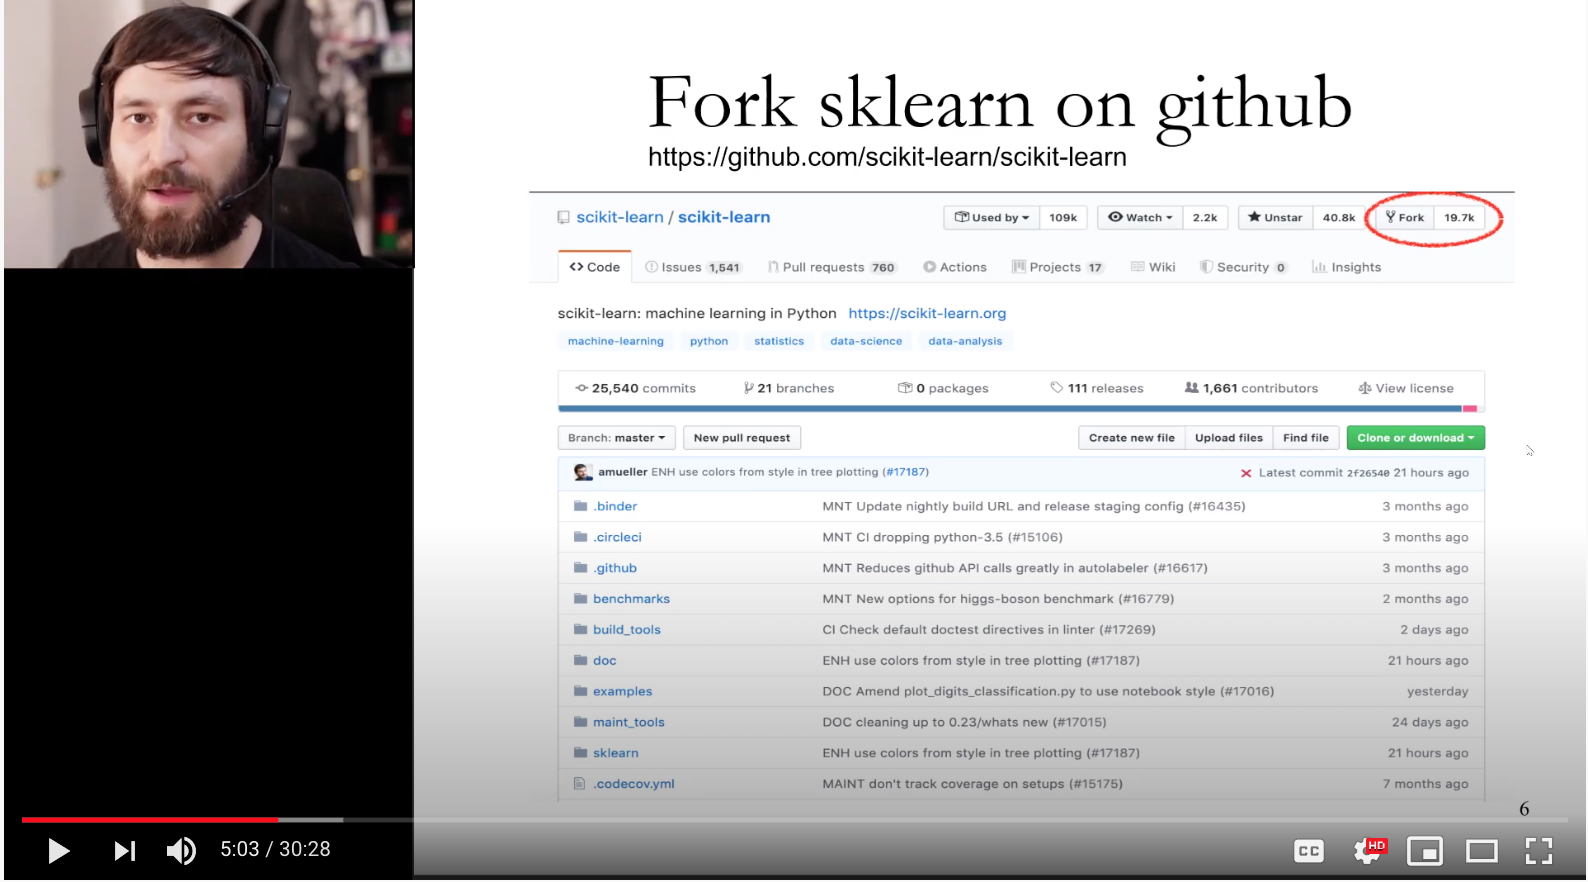 Fork sklearn on github
https://github.com/scikit-learn/scikit-learn
scikit-learn / scikit-learn
Used by 109k Watch 2.2k Unstar 40.8k Fork 19.7k
Code Issues 1,541 Pull requests 760 Actions Projects 17 Wiki Security 0 Insights
scikit-learn: machine learning in Python https://scikit-learn.org
machine-learning python statistics data-science data-analysis
25,540 commits 21 branches 0 packages 111 releases 1,661 contributors View license
Branch: master New pull request Create new file Upload files Find file Clone or download
amueller ENH use colors from style in tree plotting (#17187) Latest commit 2f26540 21 hours ago
.binder MNT Update nightly build URL and release staging config (#16435) 3 months ago
.circleci MNT CI dropping python-3.5 (#15106) 3 months ago
.github MNT Reduces github API calls greatly in autolabeler (#16617) 3 months ago
benchmarks MNT New options for higgs-boson benchmark (#16779) 2 months ago
build_tools CI Check default doctest directives in linter (#17269) 2 days ago
doc ENH use colors from style in tree plotting (#17187) 21 hours ago
examples DOC Amend plot_digits_classification.py to use notebook style (#17016) yesterday
maint_tools DOC cleaning up to 0.23/whats new (#17015) 24 days ago
sklearn ENH use colors from style in tree plotting (#17187) 21 hours ago
.codecov.yml MAINT don't track coverage on setups (#15175) 7 months ago
6
5:03 / 30:28 CC HD